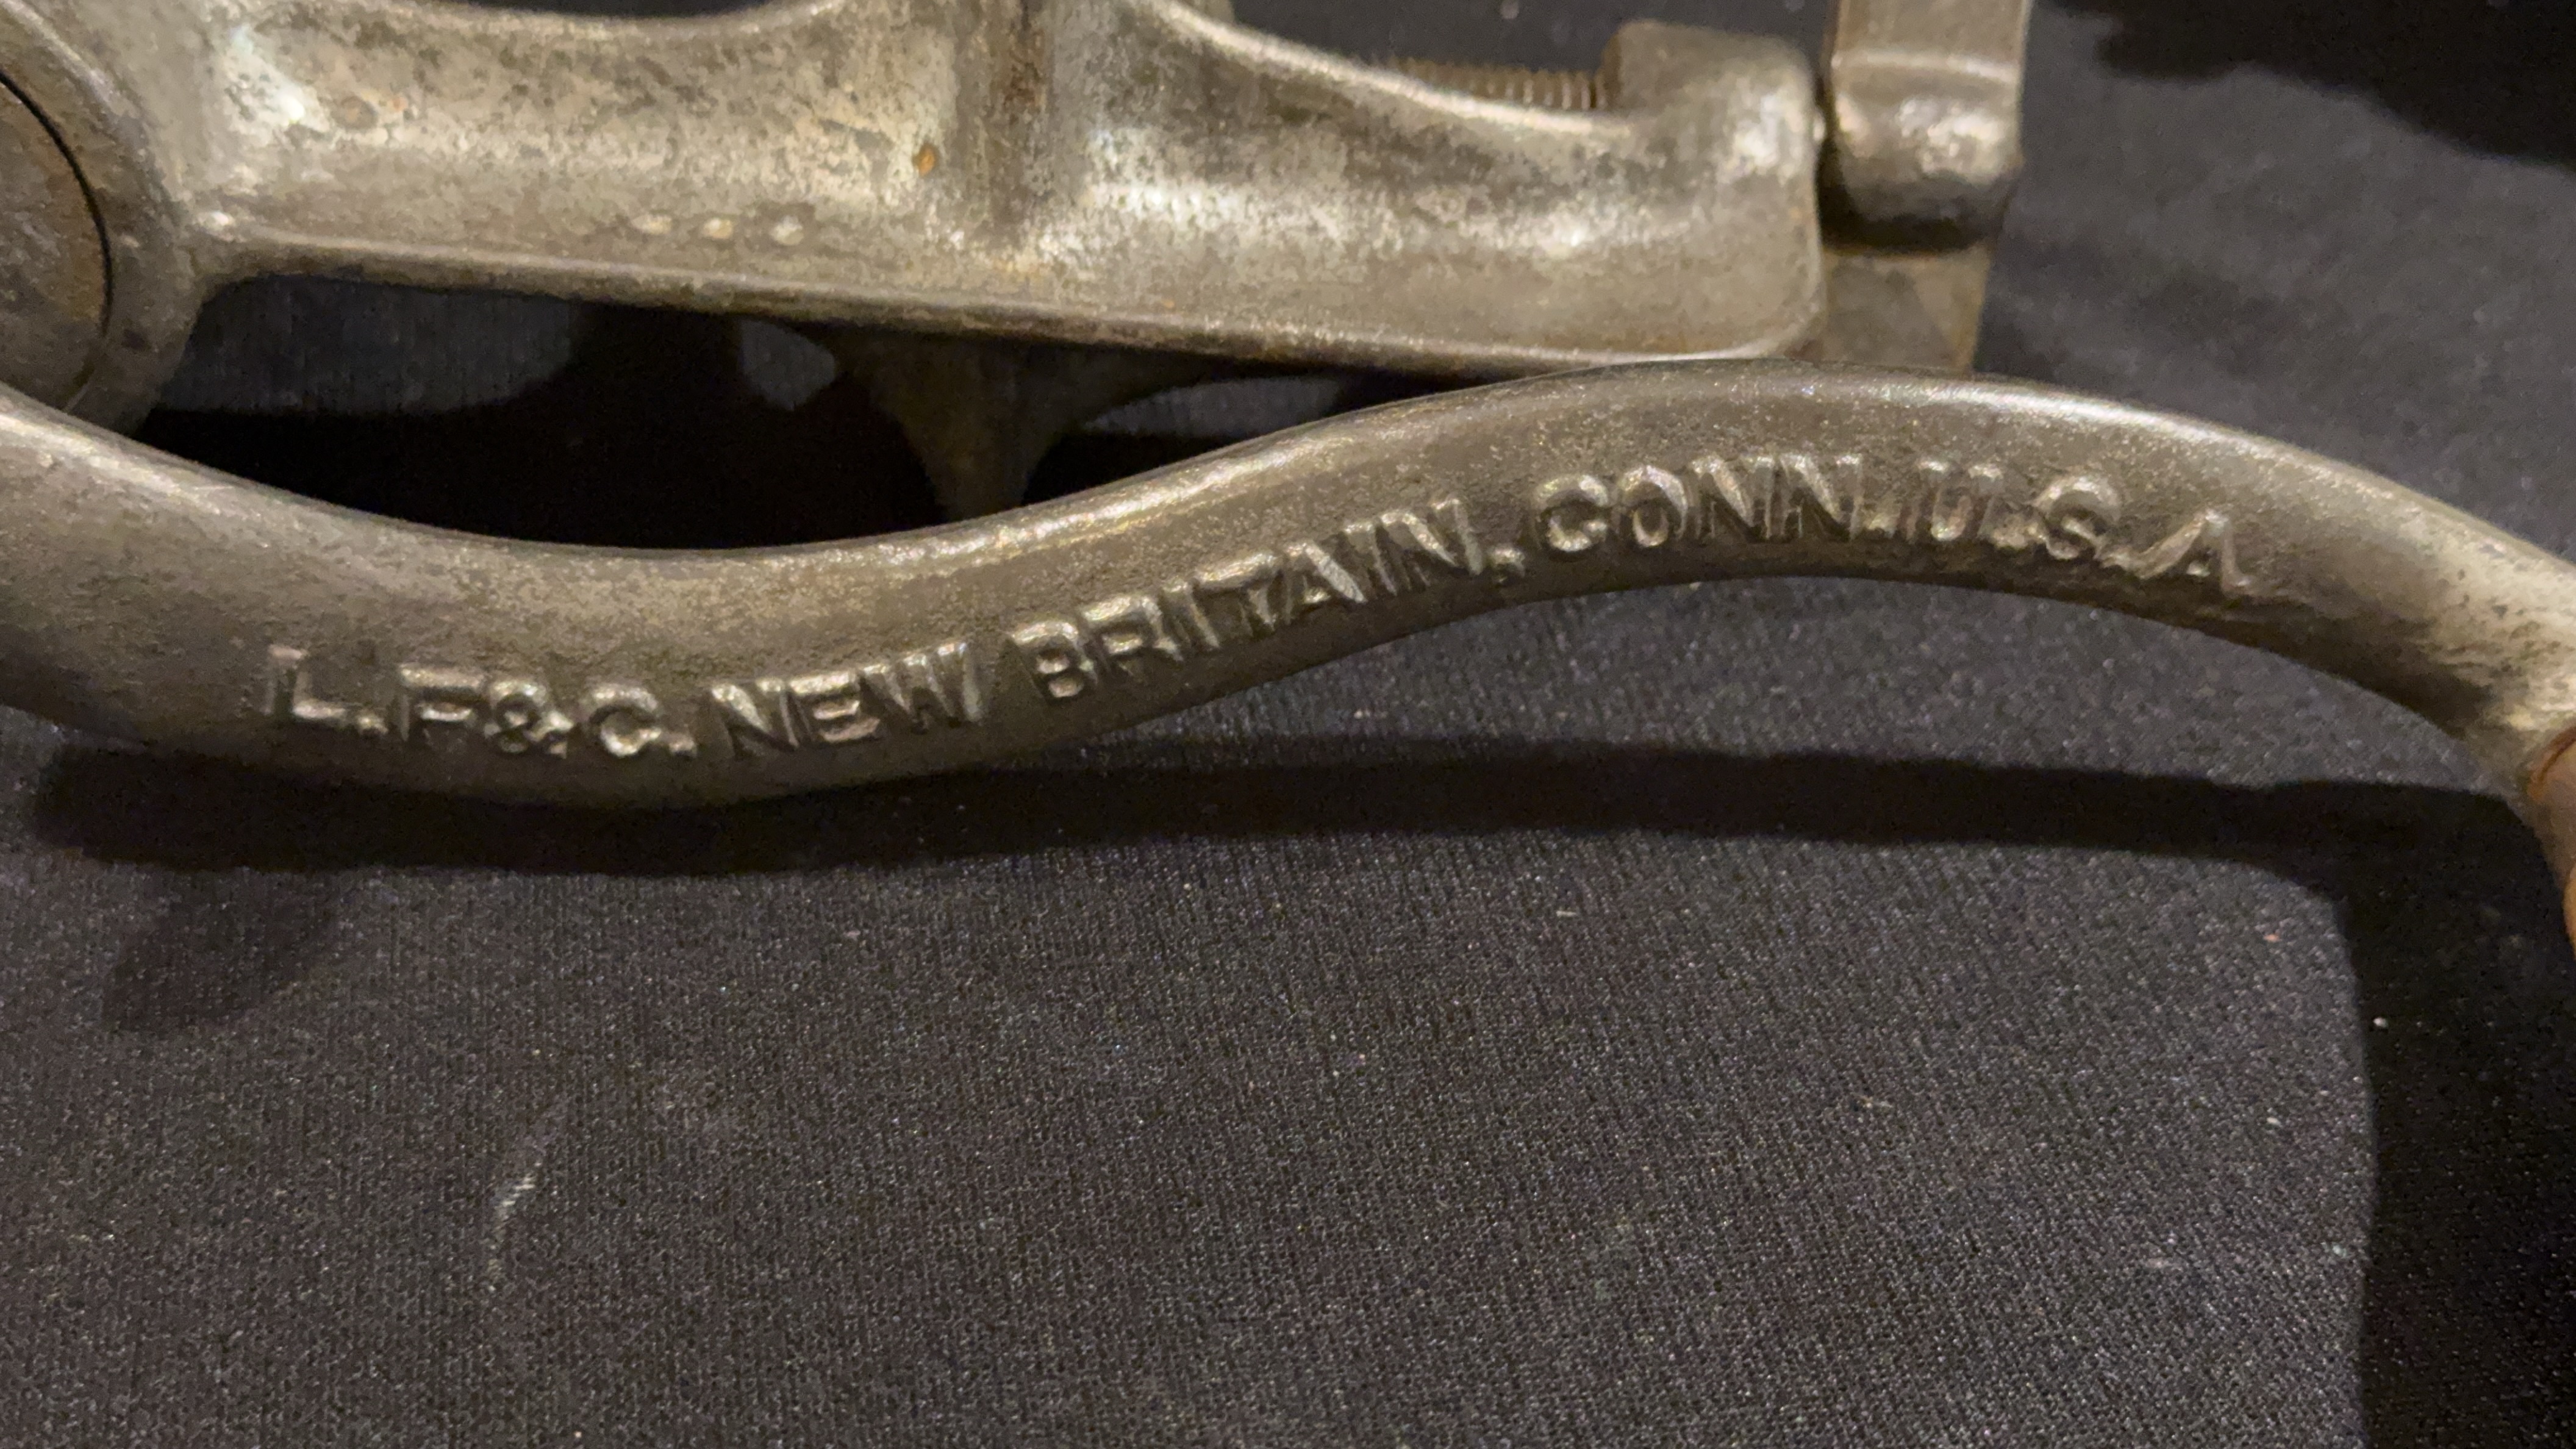 L.F&C. NEW BRITAIN, CONN. U.S.A